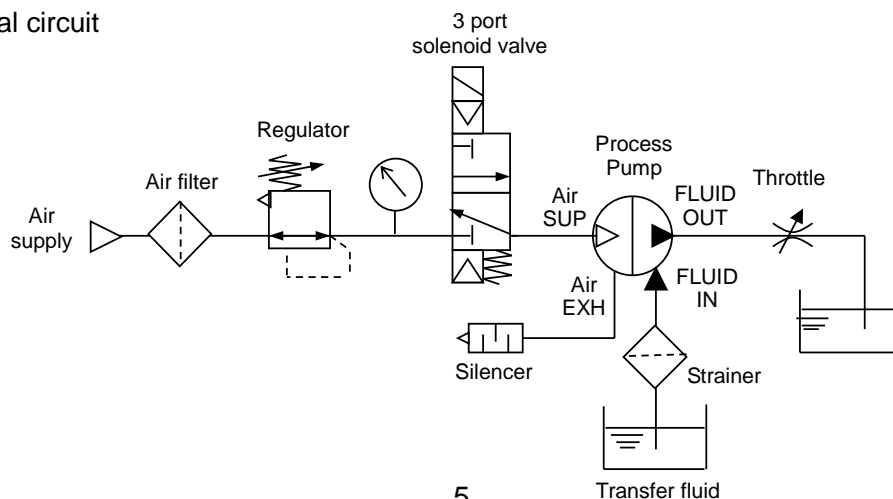 al circuit
3 port
solenoid valve
Regulator
Process
Pump
Air filter
Throttle
Air
SUP
FLUID
OUT
Air
supply
Air
EXH
FLUID
IN
Silencer
Strainer
5
Transfer fluid